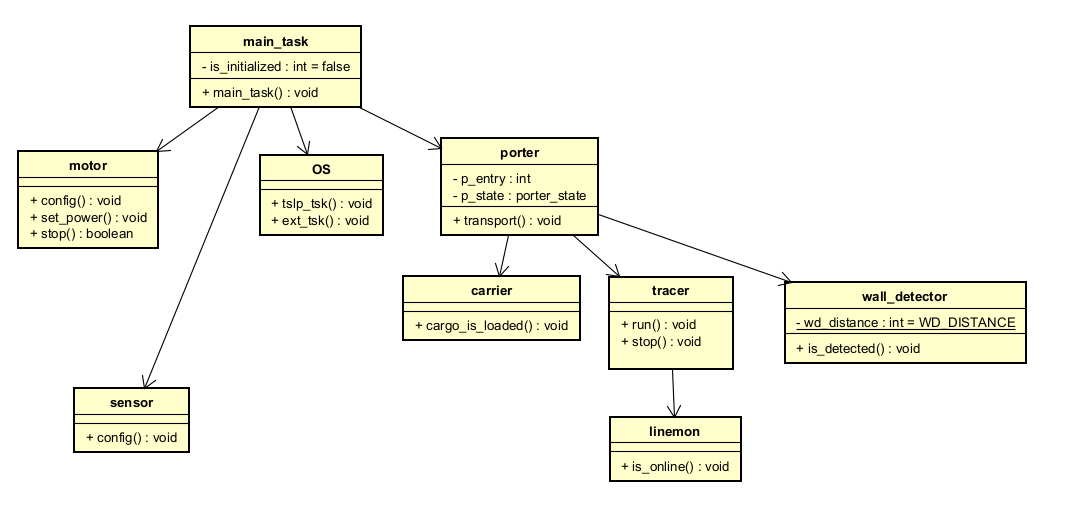 main_task
- is_initialized : int = false
+ main_task() : void
motor
+ config() : void
+ set_power() : void
+ stop() : boolean
OS
+ tslp_tsk() : void
+ ext_tsk() : void
porter
- p_entry : int
- p_state : porter_state
+ transport() : void
carrier
+ cargo_is_loaded() : void
tracer
+ run() : void
+ stop() : void
wall_detector
- wd_distance : int = WD_DISTANCE
+ is_detected() : void
sensor
+ config() : void
linemon
+ is_online() : void